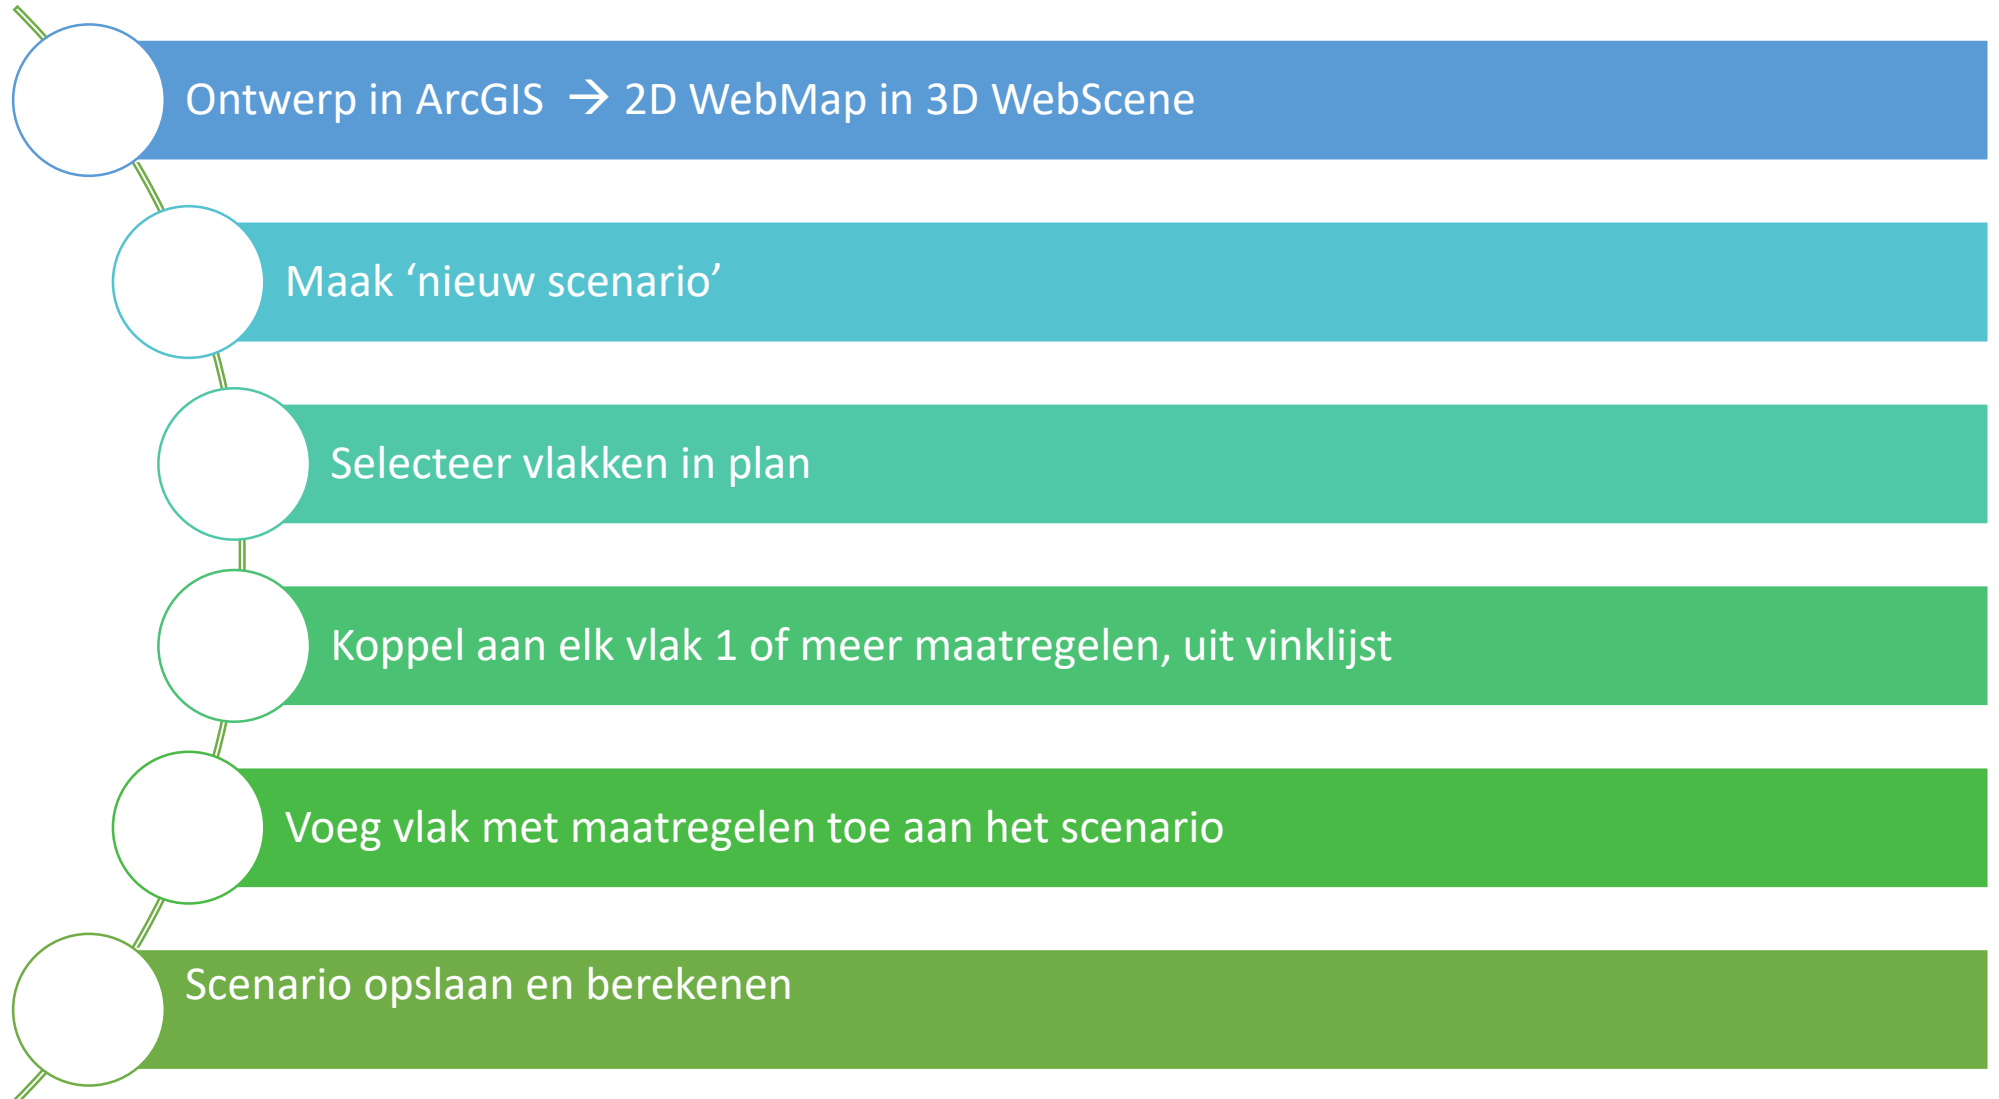 Ontwerp in ArcGIS → 2D WebMap in 3D WebScene
Maak ‘nieuw scenario’
Selecteer vlakken in plan
Koppel aan elk vlak 1 of meer maatregelen, uit vinklijst
Voeg vlak met maatregelen toe aan het scenario
Scenario opslaan en berekenen